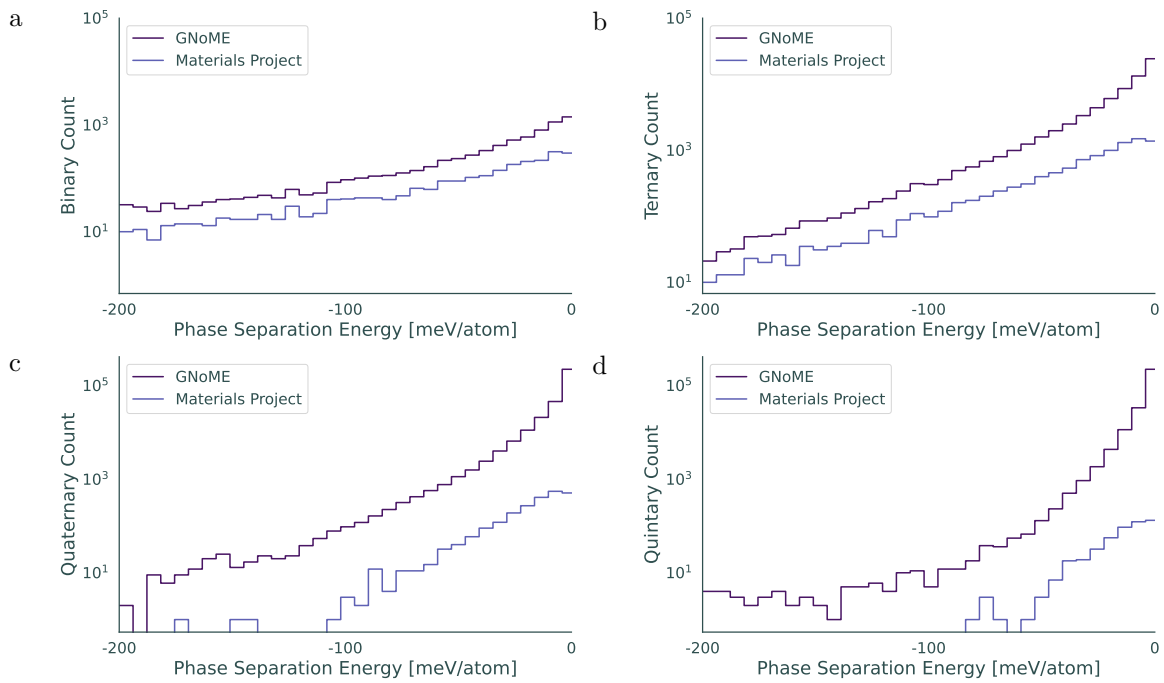 a
10^5
10^3
10^1
Binary Count
GNoME
Materials Project
-200
-100
0
Phase Separation Energy [meV/atom]
b
10^5
10^3
10^1
Ternary Count
GNoME
Materials Project
-200
-100
0
Phase Separation Energy [meV/atom]
c
10^5
10^3
10^1
Quaternary Count
GNoME
Materials Project
-200
-100
0
Phase Separation Energy [meV/atom]
d
10^5
10^3
10^1
Quintary Count
GNoME
Materials Project
-200
-100
0
Phase Separation Energy [meV/atom]